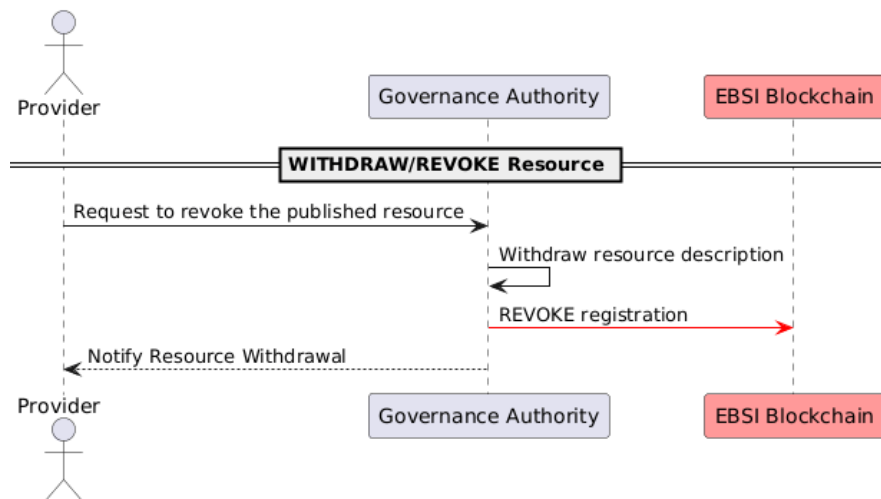 Provider
Governance Authority
EBSI Blockchain
WITHDRAW/REVOKE Resource
Request to revoke the published resource
Withdraw resource description
REVOKE registration
Notify Resource Withdrawal
Provider
Governance Authority
EBSI Blockchain